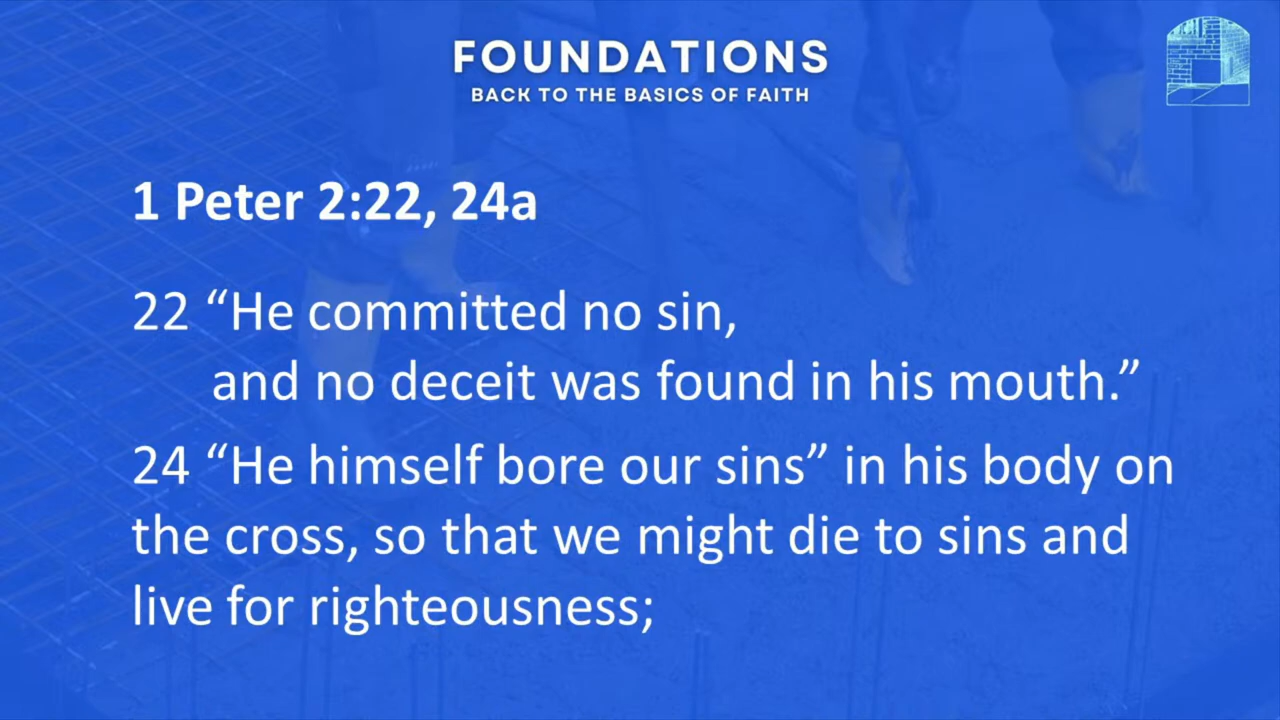 FOUNDATIONS
BACK TO THE BASICS OF FAITH
1 Peter 2:22, 24a
22 “He committed no sin,
and no deceit was found in his mouth.”
24 “He himself bore our sins” in his body on
the cross, so that we might die to sins and
live for righteousness;